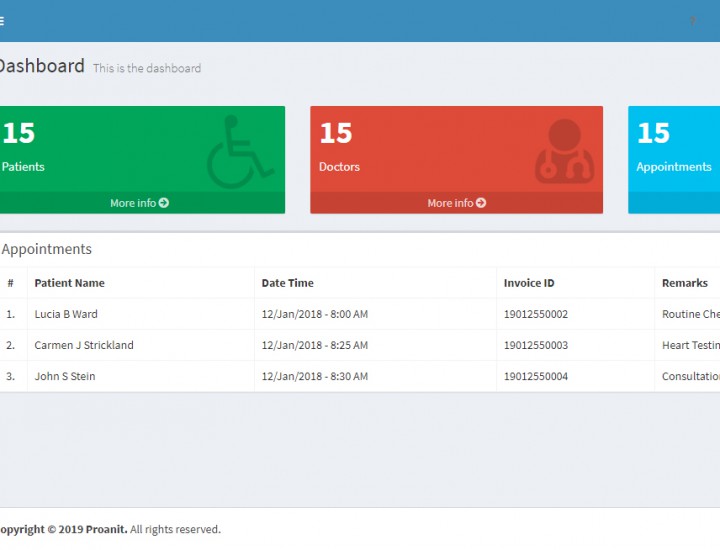 Dashboard This is the dashboard
15 15 15
Patients Doctors Appointments
More info More info
Appointments
# Patient Name Date Time Invoice ID Remarks
1. Lucia B Ward 12/Jan/2018 - 8:00 AM 19012550002 Routine Che
2. Carmen J Strickland 12/Jan/2018 - 8:25 AM 19012550003 Heart Testin
3. John S Stein 12/Jan/2018 - 8:30 AM 19012550004 Consultation
opyright © 2019 Proanit. All rights reserved.